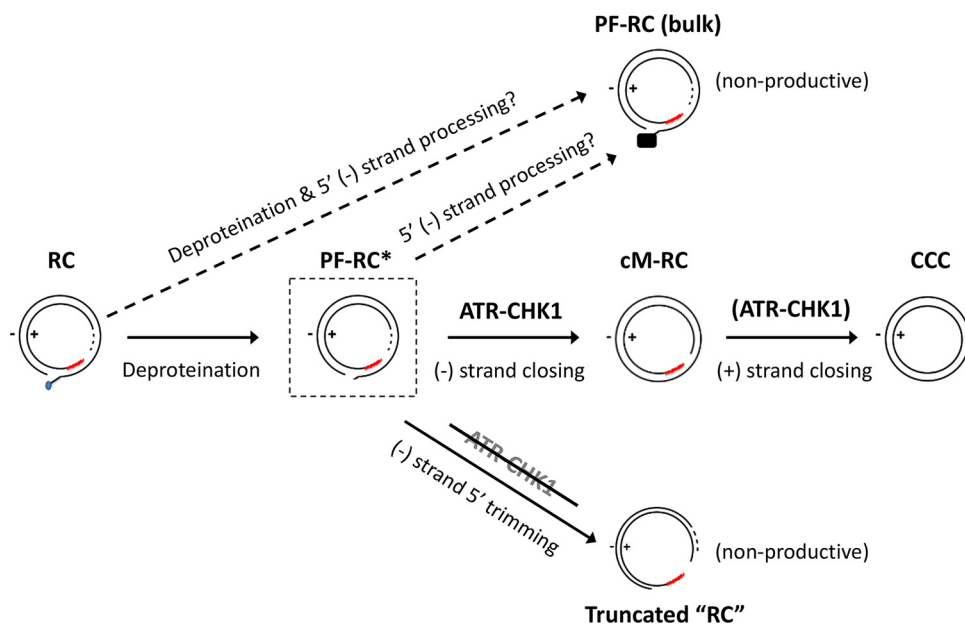 PF-RC (bulk)
- +
(non-productive)
Deproteination & 5’ (-) strand processing?
5’ (-) strand processing?
RC
- +
Deproteination
PF-RC*
- +
ATR-CHK1
(-) strand closing
cM-RC
- +
(ATR-CHK1)
(+) strand closing
CCC
- +
ATR-CHK1
(-) strand 5’ trimming
- +
(non-productive)
Truncated “RC”